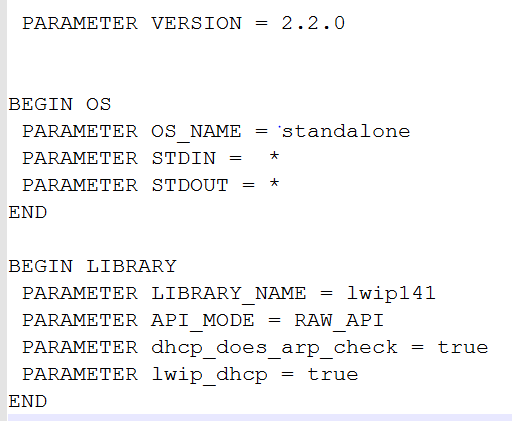 PARAMETER VERSION = 2.2.0
BEGIN OS
PARAMETER OS_NAME = standalone
PARAMETER STDIN = *
PARAMETER STDOUT = *
END
BEGIN LIBRARY
PARAMETER LIBRARY_NAME = lwip141
PARAMETER API_MODE = RAW_API
PARAMETER dhcp_does_arp_check = true
PARAMETER lwip_dhcp = true
END